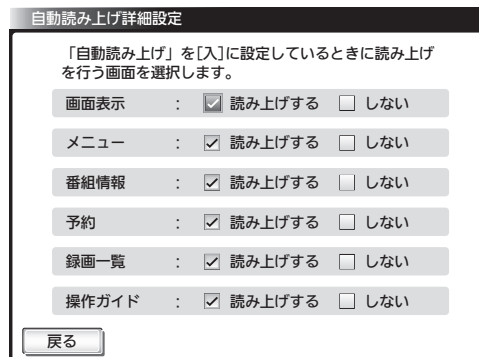 自動読み上げ詳細設定
「自動読み上げ」を[入]に設定しているときに読み上げ
を行う画面を選択します。
画面表示 : 読み上げする しない
メニュー : 読み上げする しない
番組情報 : 読み上げする しない
予約 : 読み上げする しない
録画一覧 : 読み上げする しない
操作ガイド : 読み上げする しない
戻る